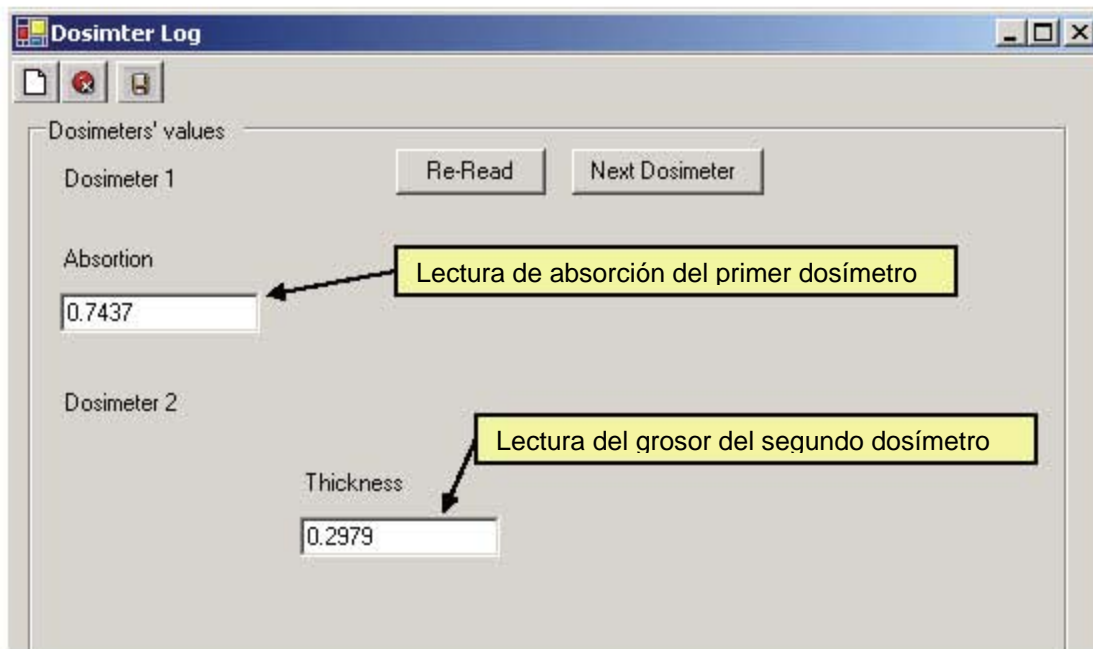 Dosimter Log
Dosimeters' values
Dosimeter 1
Re-Read
Next Dosimeter
Absortion
Lectura de absorción del primer dosímetro
0.7437
Dosimeter 2
Lectura del grosor del segundo dosímetro
Thickness
0.2979